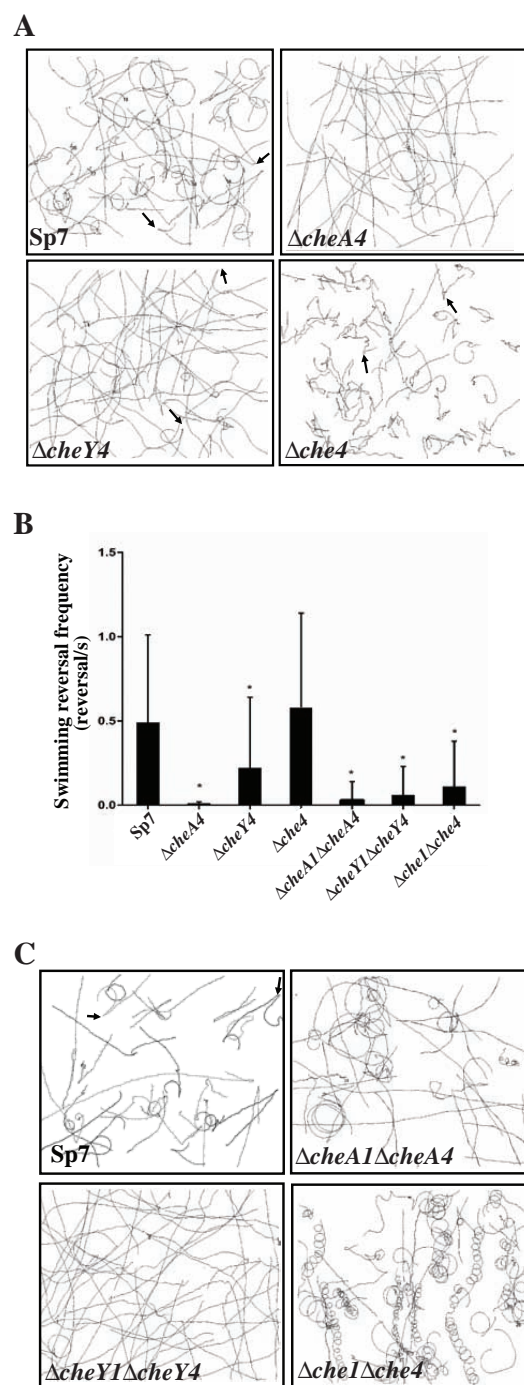 A
Sp7
ΔcheA4
ΔcheY4
Δche4
B
Swimming reversal frequency
(reversal/s)
1.5
1.0
0.5
0.0
*
*
*
*
*
Sp7
ΔcheA4
ΔcheY4
Δche4
ΔcheA1ΔcheA4
ΔcheY1ΔcheY4
Δche1Δche4
C
Sp7
ΔcheA1ΔcheA4
ΔcheY1ΔcheY4
Δche1Δche4